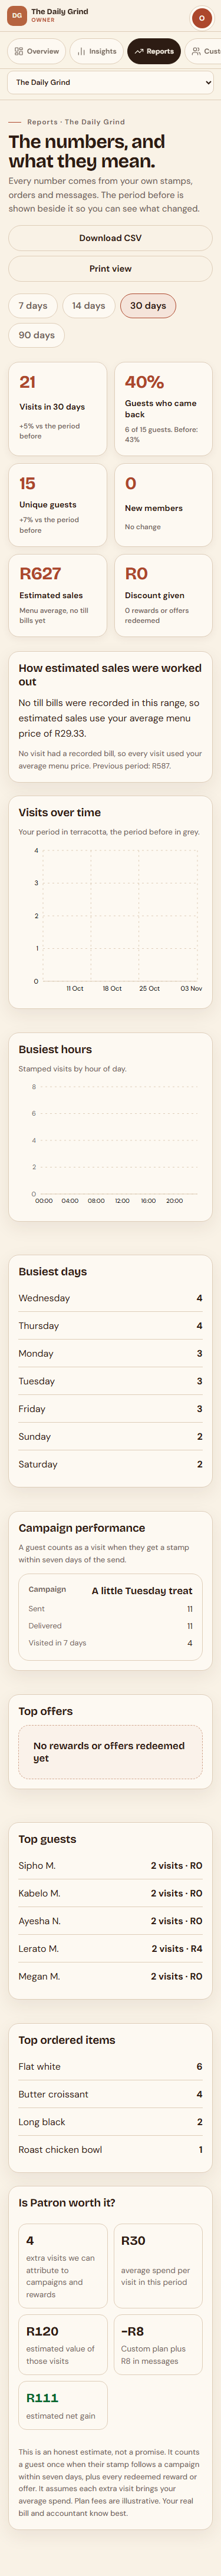 DG
The Daily Grind
OWNER
O
Overview
Insights
Reports
Cust
The Daily Grind
Reports · The Daily Grind
The numbers, and
what they mean.
Every number comes from your own stamps,
orders and messages. The period before is
shown beside it so you can see what changed.
Download CSV
Print view
7 days
14 days
30 days
90 days
21
Visits in 30 days
+5% vs the period
before
40%
Guests who came
back
6 of 15 guests. Before:
43%
15
Unique guests
+7% vs the period
before
0
New members
No change
R627
Estimated sales
Menu average, no till
bills yet
R0
Discount given
0 rewards or offers
redeemed
How estimated sales were worked
out
No till bills were recorded in this range, so
estimated sales use your average menu
price of R29.33.
No visit had a recorded bill, so every visit used your
average menu price. Previous period: R587.
Visits over time
Your period in terracotta, the period before in grey.
4
3
2
1
0
11 Oct
18 Oct
25 Oct
03 Nov
Busiest hours
Stamped visits by hour of day.
8
6
4
2
0
00:00
04:00
08:00
12:00
16:00
20:00
Busiest days
Wednesday 4
Thursday 4
Monday 3
Tuesday 3
Friday 3
Sunday 2
Saturday 2
Campaign performance
A guest counts as a visit when they get a stamp
within seven days of the send.
Campaign A little Tuesday treat
Sent 11
Delivered 11
Visited in 7 days 4
Top offers
No rewards or offers redeemed
yet
Top guests
Sipho M. 2 visits · R0
Kabelo M. 2 visits · R0
Ayesha N. 2 visits · R0
Lerato M. 2 visits · R4
Megan M. 2 visits · R0
Top ordered items
Flat white 6
Butter croissant 4
Long black 2
Roast chicken bowl 1
Is Patron worth it?
4
extra visits we can
attribute to
campaigns and
rewards
R30
average spend per
visit in this period
R120
estimated value of
those visits
−R8
Custom plan plus
R8 in messages
R111
estimated net gain
This is an honest estimate, not a promise. It counts
a guest once when their stamp follows a campaign
within seven days, plus every redeemed reward or
offer. It assumes each extra visit brings your
average spend. Plan fees are illustrative. Your real
bill and accountant know best.